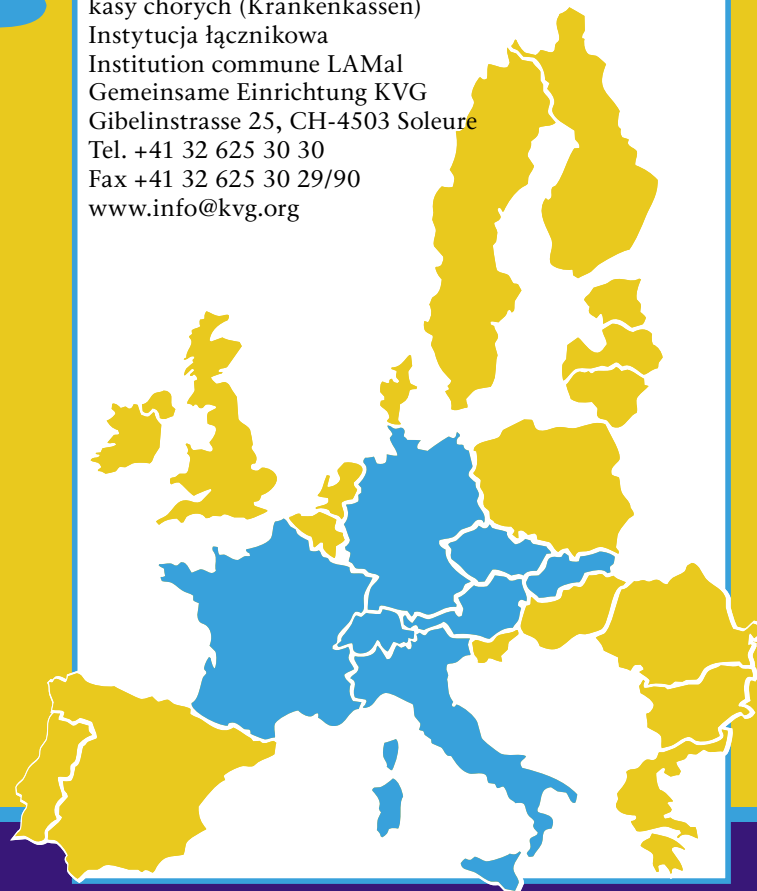 kasy chorych (Krankenkassen)
Instytucja łącznikowa
Institution commune LAMal
Gemeinsame Einrichtung KVG
Gibelinstrasse 25, CH-4503 Soleure
Tel. +41 32 625 30 30
Fax +41 32 625 30 29/90
www.info@kvg.org